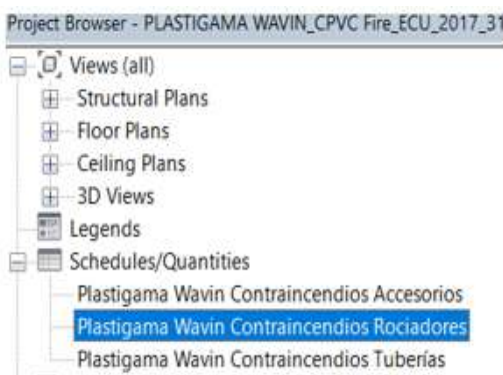 Project Browser - PLASTIGAMA WAVIN_CPVC Fire_ECU_2017_31
Views (all)
Structural Plans
Floor Plans
Ceiling Plans
3D Views
Legends
Schedules/Quantities
Plastigama Wavin Contraincendios Accesorios
Plastigama Wavin Contraincendios Rociadores
Plastigama Wavin Contraincendios Tuberías